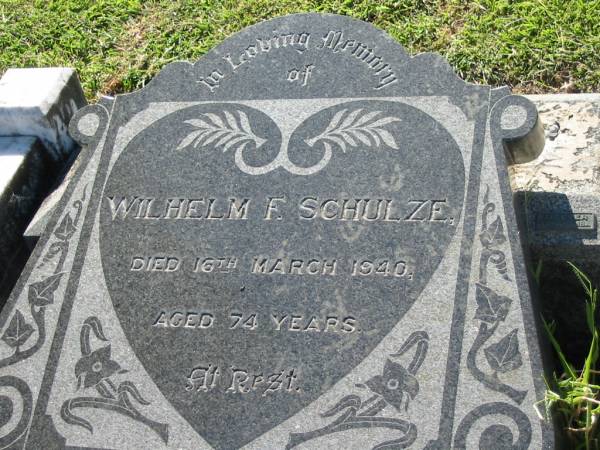 In Loving Memory
of
WILHELM F. SCHULZE,
DIED 16TH MARCH 1940,
AGED 74 YEARS.
At Rest.